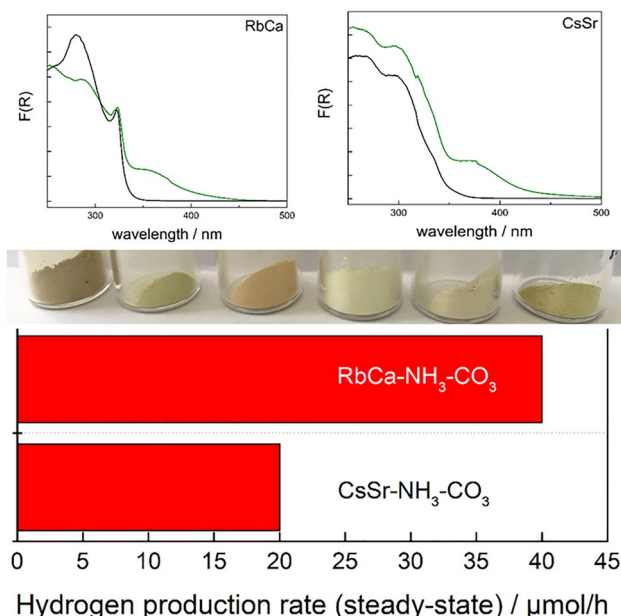 RbCa
F(R)
300
400
500
wavelength / nm
CsSr
F(R)
300
400
500
wavelength / nm
RbCa-NH3-CO3
CsSr-NH3-CO3
0 5 10 15 20 25 30 35 40 45
Hydrogen production rate (steady-state) / µmol/h